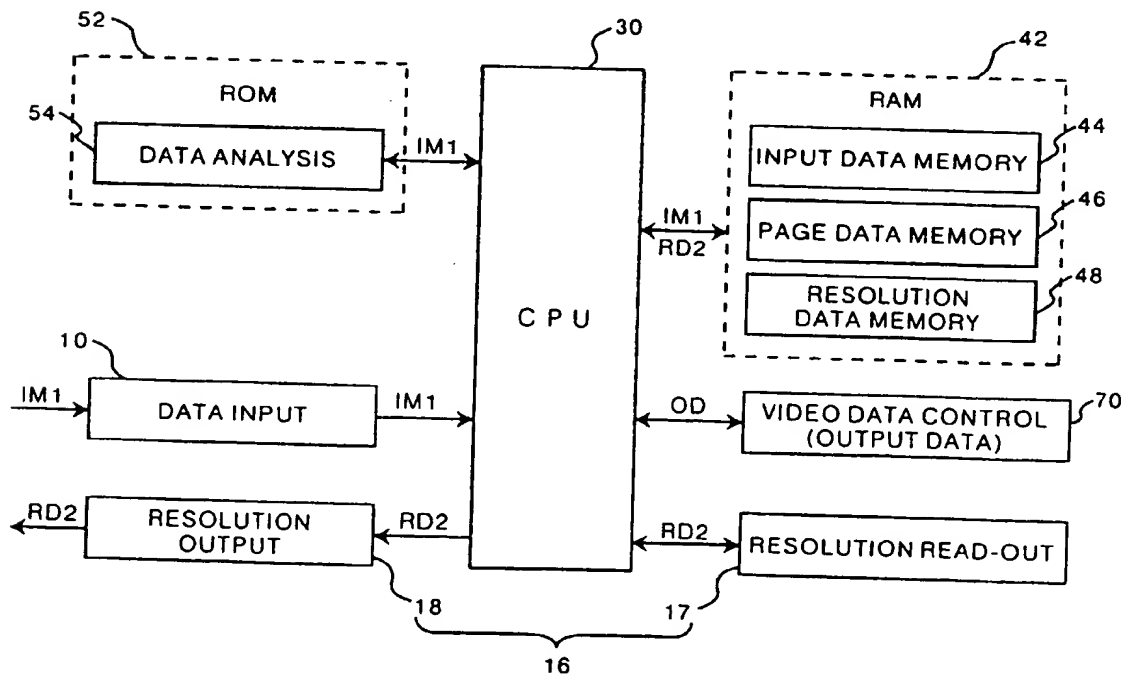 52
30
42
ROM
RAM
54
DATA ANALYSIS
IM1
44
INPUT DATA MEMORY
46
IM1
RD2
PAGE DATA MEMORY
48
RESOLUTION
DATA MEMORY
CPU
10
IM1
DATA INPUT
IM1
OD
VIDEO DATA CONTROL
(OUTPUT DATA)
70
RD2
RESOLUTION
OUTPUT
RD2
RD2
RESOLUTION READ-OUT
18
17
16